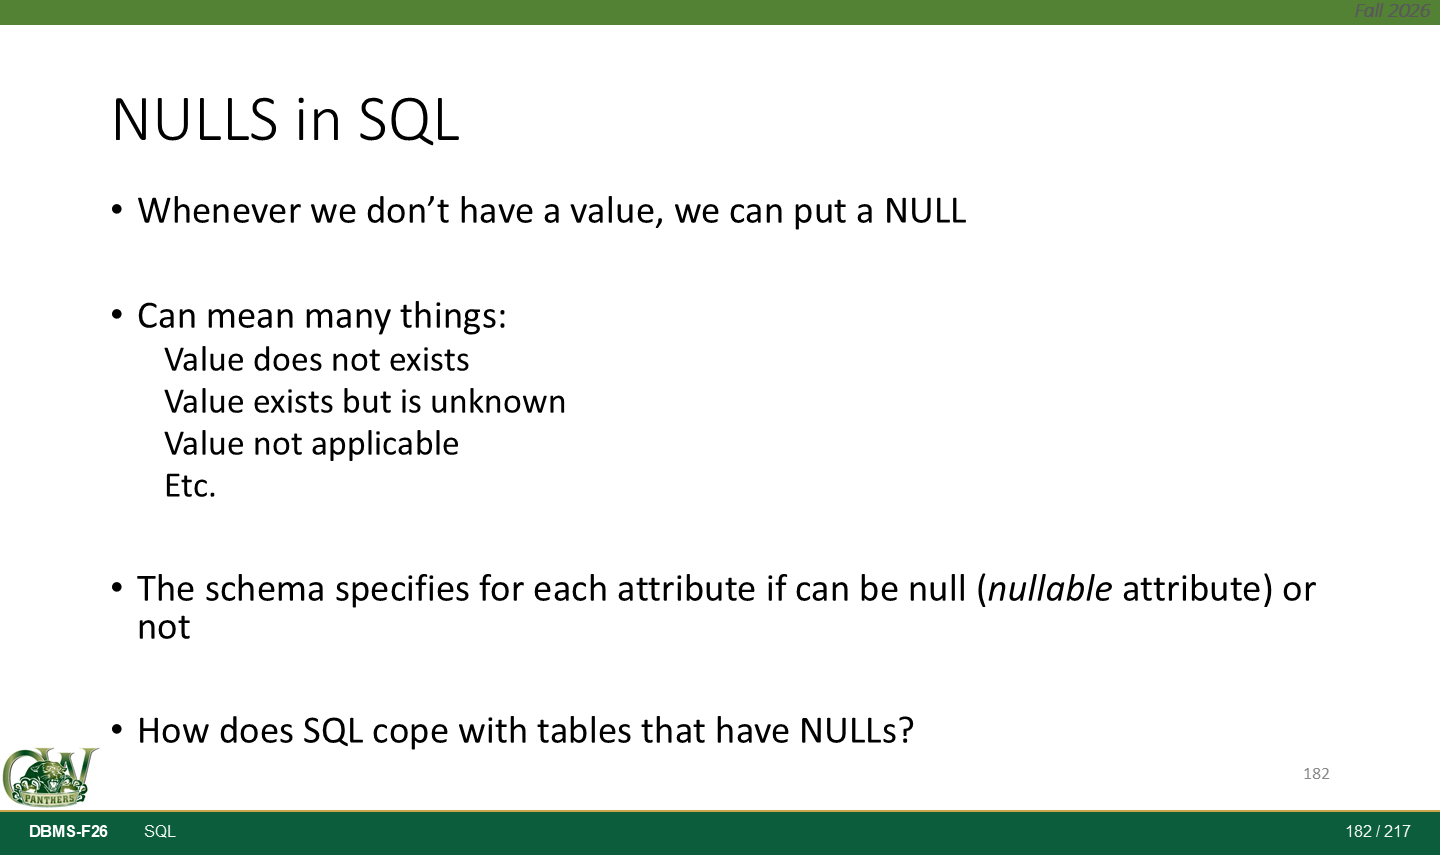 Fall 2026
NULLS in SQL
• Whenever we don’t have a value, we can put a NULL
• Can mean many things:
Value does not exists
Value exists but is unknown
Value not applicable
Etc.
• The schema specifies for each attribute if can be null (nullable attribute) or
not
• How does SQL cope with tables that have NULLs?
182
OW
PANTHERS
DBMS-F26 SQL 182 / 217